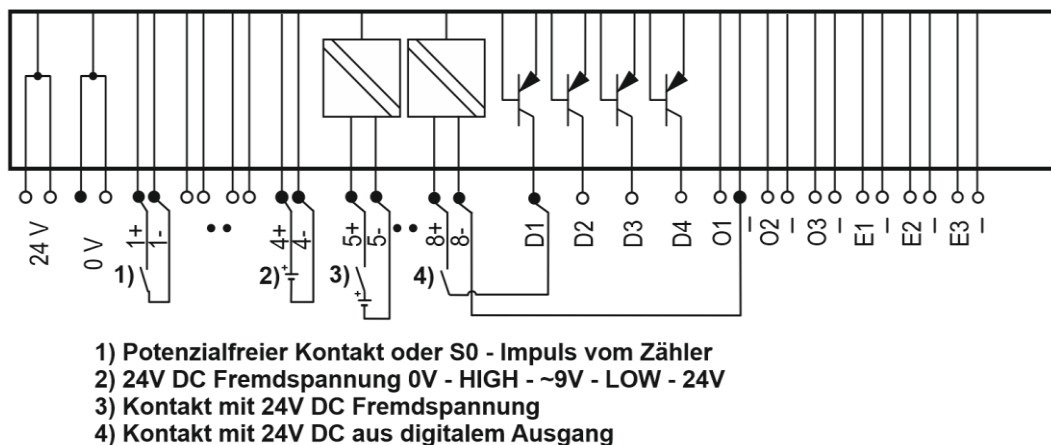 24 V
0 V
1+
1-
4+
4-
5+
5-
8+
8-
D1
D2
D3
D4
O1
–
O2
–
O3
–
E1
–
E2
–
E3
–
1)
2)
+
3)
+
4)
1) Potenzialfreier Kontakt oder S0 - Impuls vom Zähler
2) 24V DC Fremdspannung 0V - HIGH - ~9V - LOW - 24V
3) Kontakt mit 24V DC Fremdspannung
4) Kontakt mit 24V DC aus digitalem Ausgang